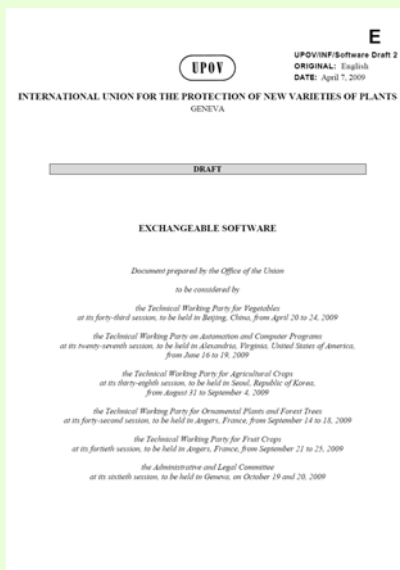 E
UPOV
UPOV/INF/Software Draft 2
ORIGINAL: English
DATE: April 7, 2009
INTERNATIONAL UNION FOR THE PROTECTION OF NEW VARIETIES OF PLANTS
GENEVA
DRAFT
EXCHANGEABLE SOFTWARE
Document prepared by the Office of the Union
to be considered by
the Technical Working Party for Vegetables
at its forty-third session, to be held in Beijing, China, from April 20 to 24, 2009
the Technical Working Party on Automation and Computer Programs
at its twenty-seventh session, to be held in Alexandria, Virginia, United States of America,
from June 16 to 19, 2009
the Technical Working Party for Agricultural Crops
at its thirty-eighth session, to be held in Seoul, Republic of Korea,
from August 31 to September 4, 2009
the Technical Working Party for Ornamental Plants and Forest Trees
at its forty-second session, to be held in Angers, France, from September 14 to 18, 2009
the Technical Working Party for Fruit Crops
at its fortieth session, to be held in Angers, France, from September 21 to 25, 2009
the Administrative and Legal Committee
at its sixtieth session, to be held in Geneva, on October 19 and 20, 2009